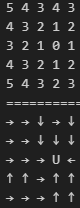 5 4 3 4 3
4 3 2 1 2
3 2 1 0 1
4 3 2 1 2
5 4 3 2 3
==========
→ → ↓ → ↓
→ → ↓ ↓ ↓
→ → → U ←
↑ ↑ → ↑ ↑
→ → → ↑ ↑